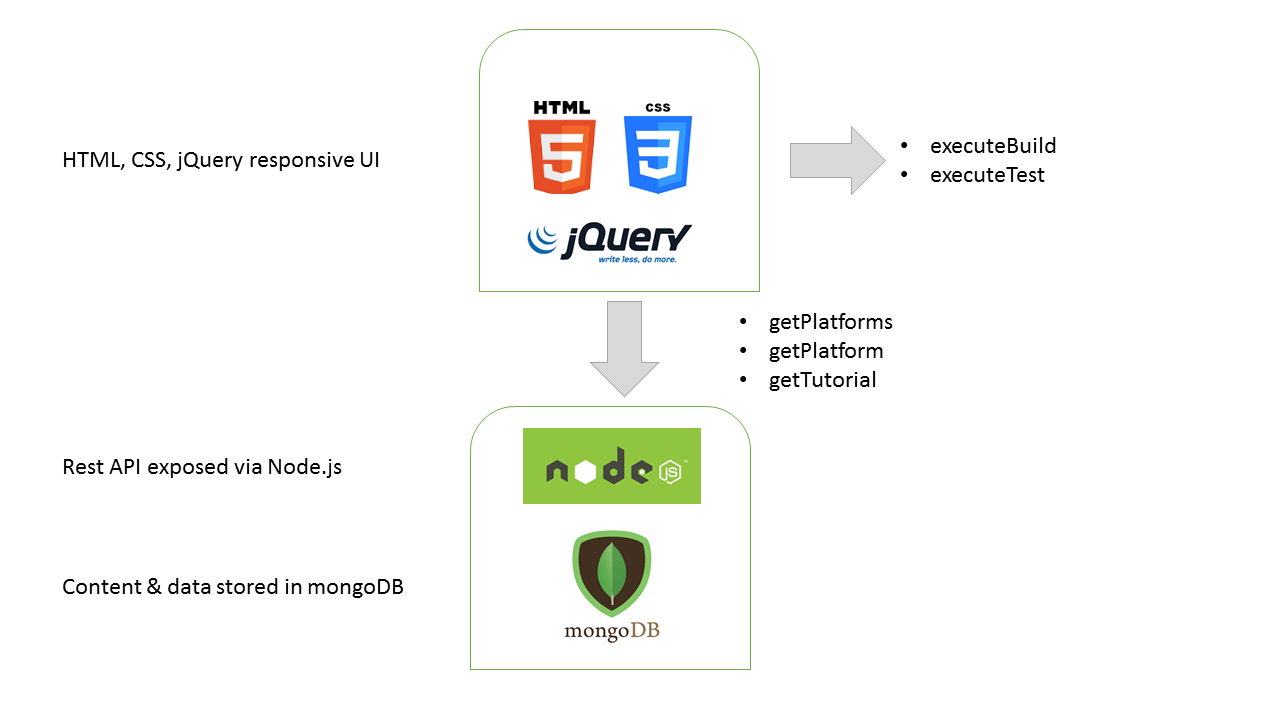 HTML CSS
HTML, CSS, jQuery responsive UI
5 3
• executeBuild
• executeTest
jQuery
write less, do more.
• getPlatforms
• getPlatform
• getTutorial
Rest API exposed via Node.js
node JS ™
Content & data stored in mongoDB
mongoDB